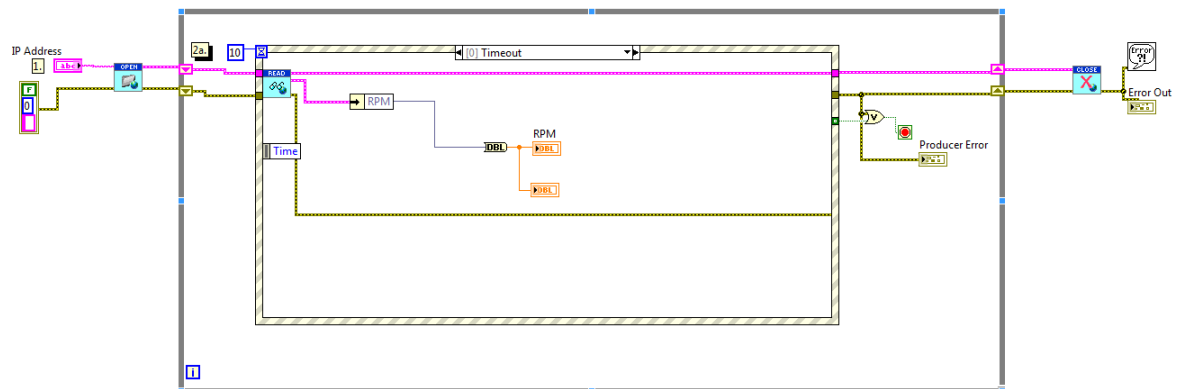 IP Address
1.
abc
OPEN
F
0
2a.
10
[0] Timeout
READ
RPM
Time
DBL
RPM
DBL
DBL
V
Producer Error
CLOSE
Error
?!
Error Out
i